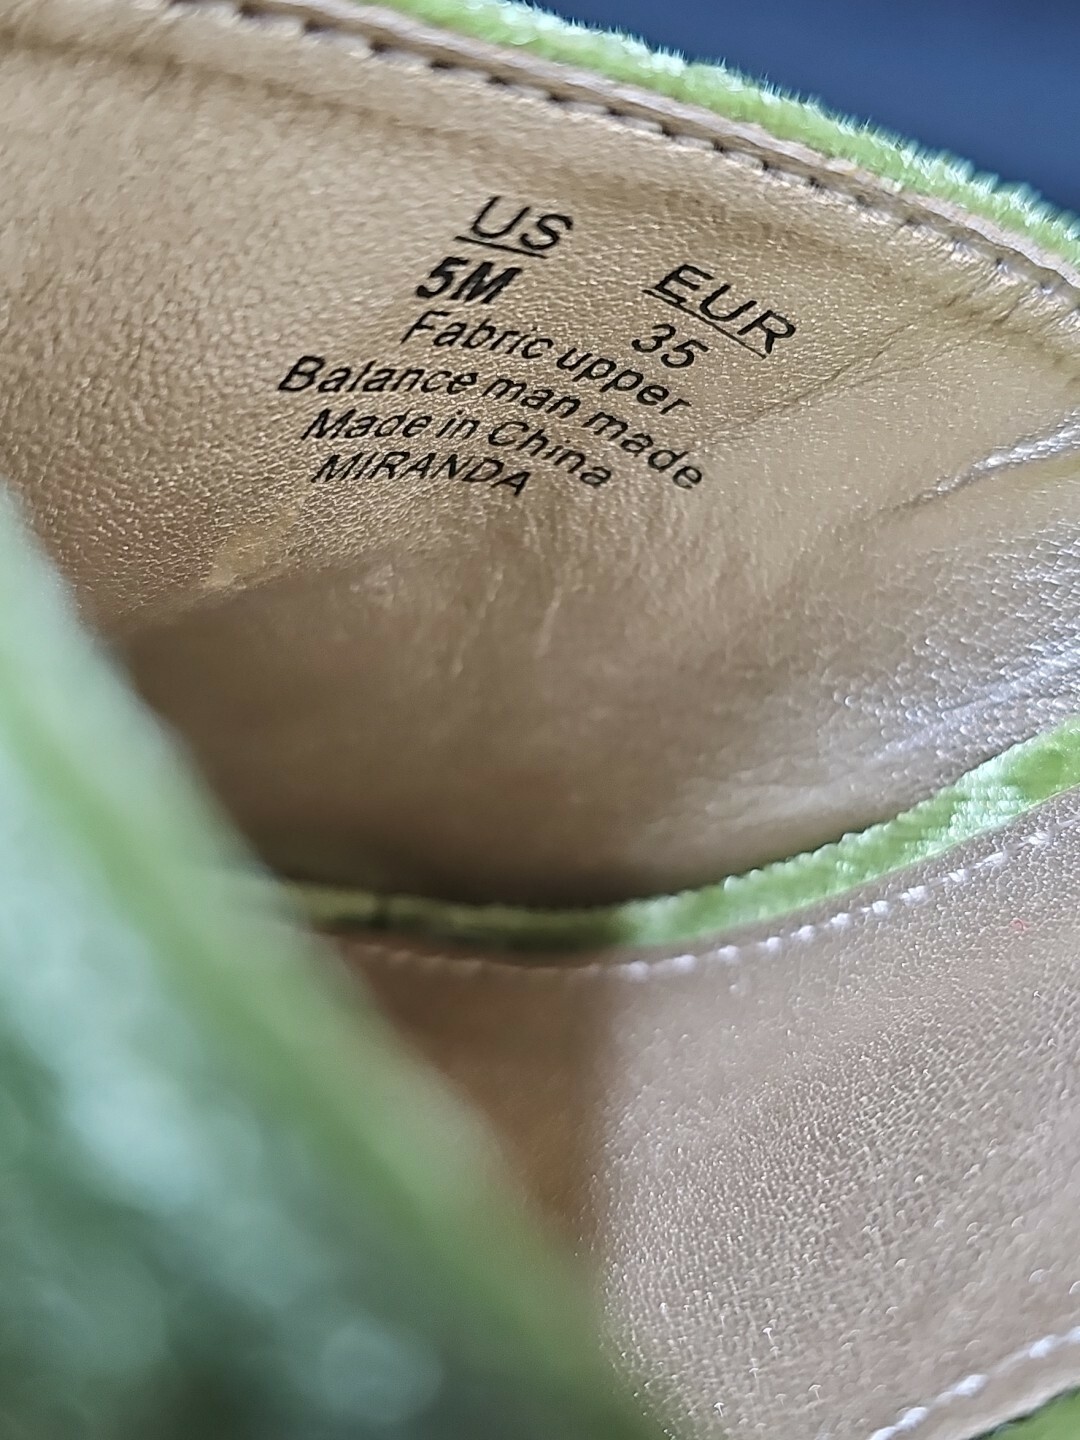 US EUR
5M 35
Fabric upper
Balance man made
Made in China
MIRANDA